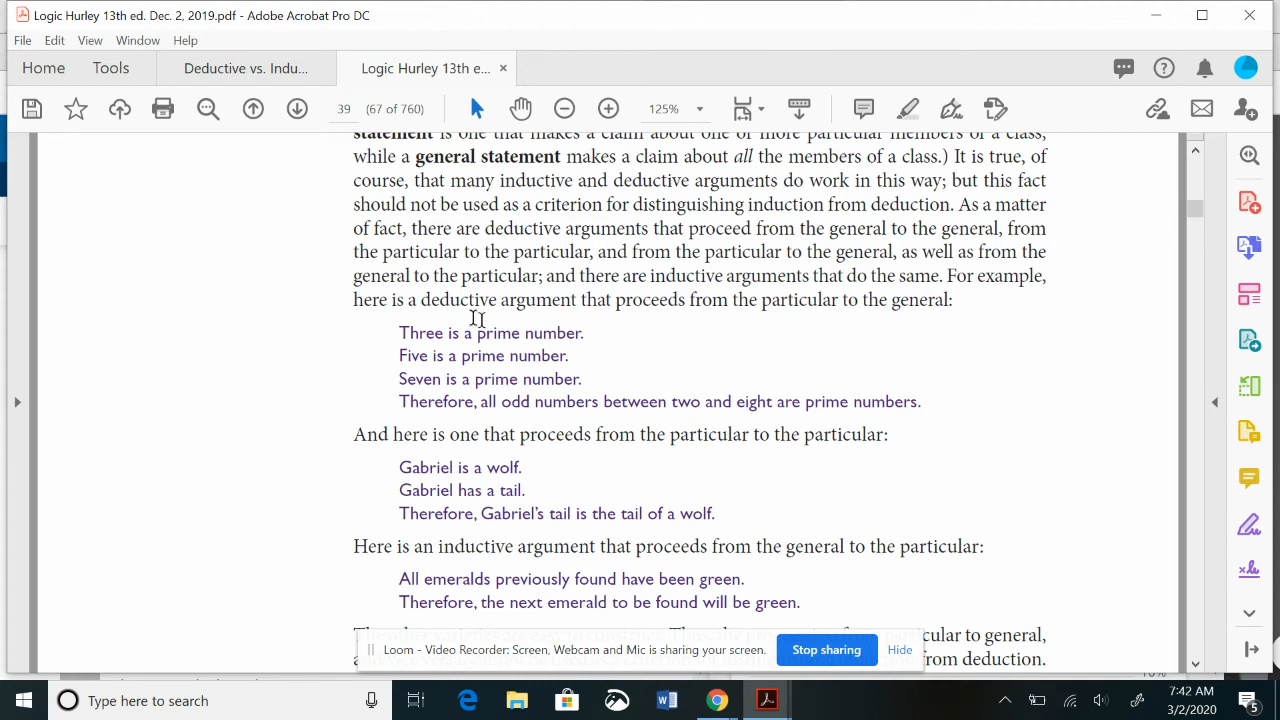 Logic Hurley 13th ed. Dec. 2, 2019.pdf - Adobe Acrobat Pro DC
File Edit View Window Help
Home Tools Deductive vs. Indu... Logic Hurley 13th e... ×
39 (67 of 760) 125%
statement is one that makes a claim about one or more particular members of a class,
while a general statement makes a claim about all the members of a class.) It is true, of
course, that many inductive and deductive arguments do work in this way; but this fact
should not be used as a criterion for distinguishing induction from deduction. As a matter
of fact, there are deductive arguments that proceed from the general to the general, from
the particular to the particular, and from the particular to the general, as well as from the
general to the particular; and there are inductive arguments that do the same. For example,
here is a deductive argument that proceeds from the particular to the general:
Three is a prime number.
Five is a prime number.
Seven is a prime number.
Therefore, all odd numbers between two and eight are prime numbers.
And here is one that proceeds from the particular to the particular:
Gabriel is a wolf.
Gabriel has a tail.
Therefore, Gabriel's tail is the tail of a wolf.
Here is an inductive argument that proceeds from the general to the particular:
All emeralds previously found have been green.
Therefore, the next emerald to be found will be green.
cular to general,
from deduction.
Loom - Video Recorder: Screen, Webcam and Mic is sharing your screen. Stop sharing Hide
Type here to search
7:42 AM
3/2/2020
5